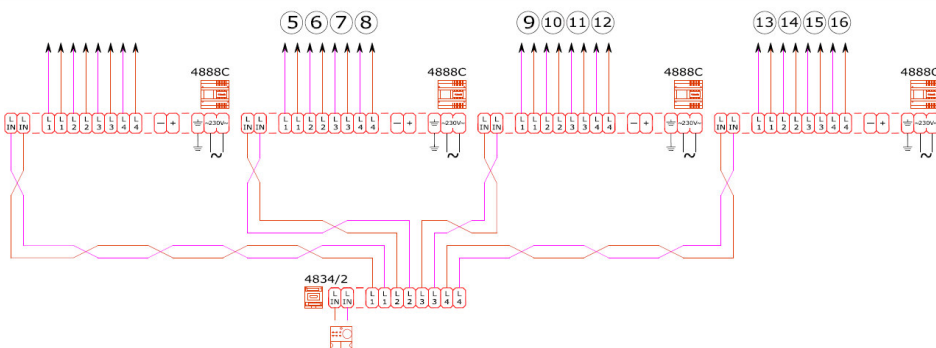 5 6 7 8 9 10 11 12 13 14 15 16
4888C 4888C 4888C 4888C
L IN L IN L 1 L 1 L 2 L 2 L 3 L 3 L 4 L 4 − + ~230V~ L IN L IN L 1 L 1 L 2 L 2 L 3 L 3 L 4 L 4 − + ~230V~ L IN L IN L 1 L 1 L 2 L 2 L 3 L 3 L 4 L 4 − + ~230V~ L IN L IN L 1 L 1 L 2 L 2 L 3 L 3 L 4 L 4 − + ~230V~
~ ~ ~ ~
4834/2
L IN L IN L 1 L 1 L 2 L 2 L 3 L 3 L 4 L 4